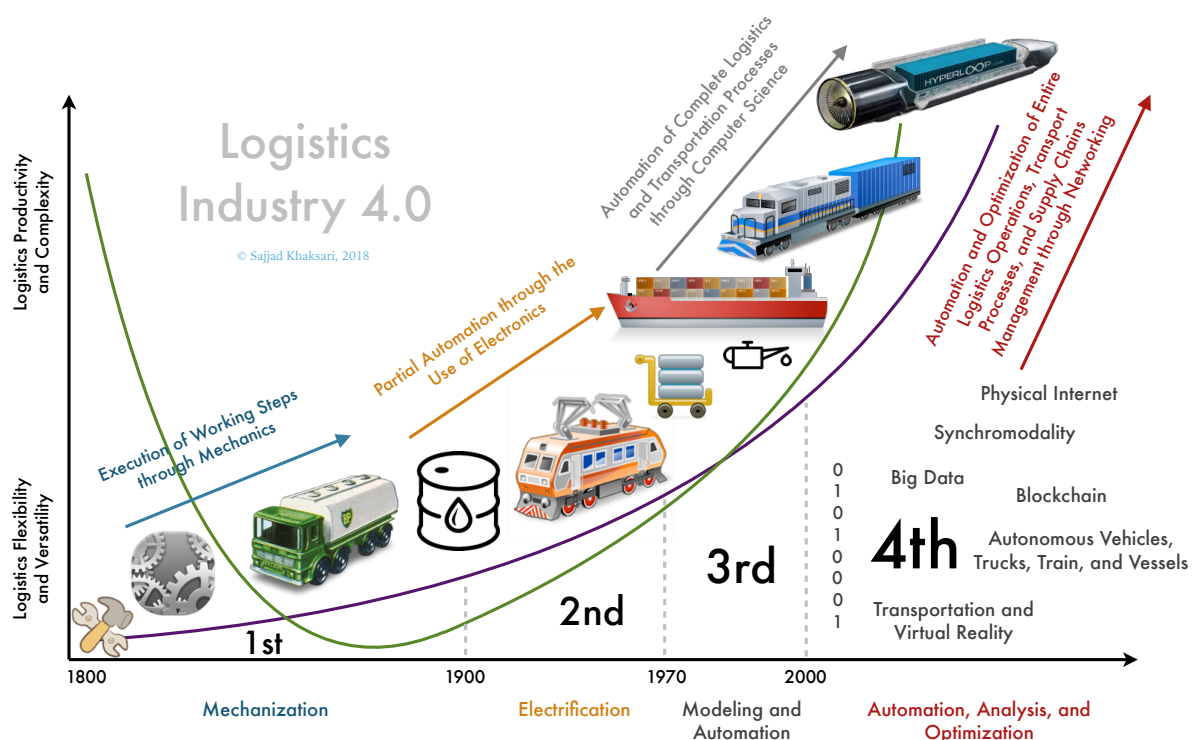 Logistics
Industry 4.0
© Sajjad Khaksari, 2018
Logistics Productivity
and Complexity
Logistics Flexibility
and Versatility
Execution of Working Steps
through Mechanics
Partial Automation through the
Use of Electronics
Automation of Complete Logistics
and Transportation Processes
through Computer Science
Automation and Optimization of Entire
Logistics Operations, Transport
Processes, and Supply Chains
Management through Networking
HYPERLOOP
BP
Physical Internet
Synchromodality
Big Data
Blockchain
Autonomous Vehicles,
Trucks, Train, and Vessels
Transportation and
Virtual Reality
0
1
0
1
0
0
0
1
1st
2nd
3rd
4th
1800
1900
1970
2000
Mechanization
Electrification
Modeling and
Automation
Automation, Analysis, and
Optimization